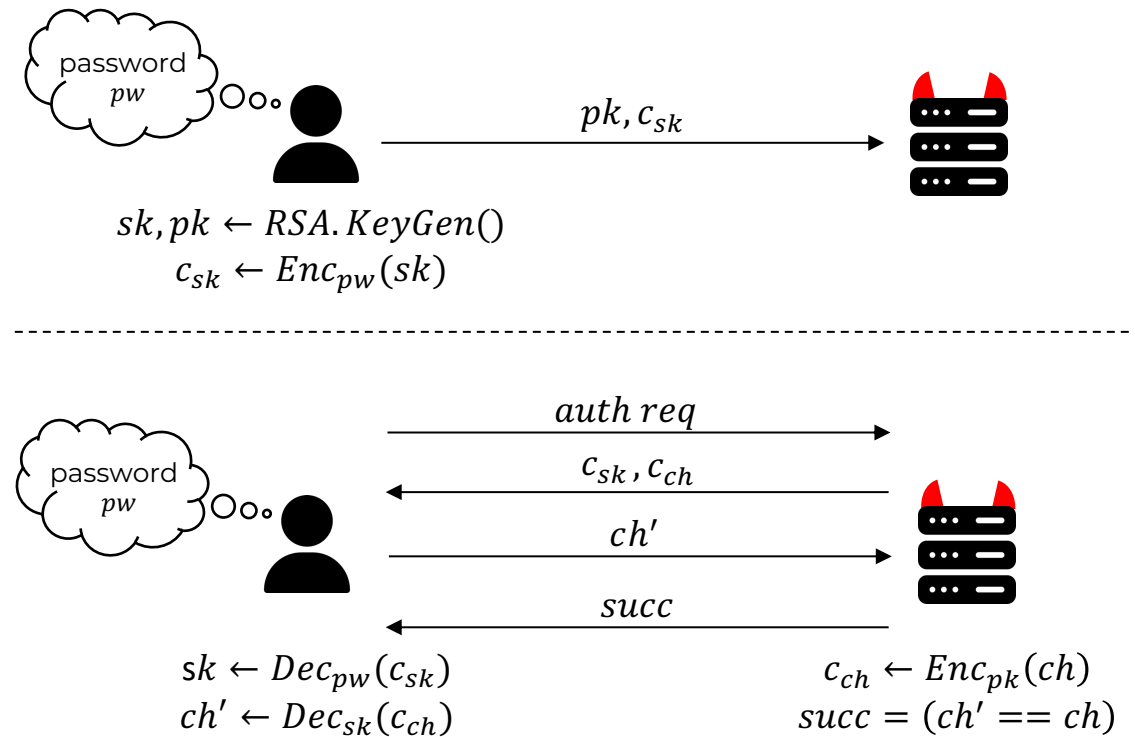 password
pw
pk, c_sk
sk, pk ← RSA.KeyGen()
c_sk ← Enc_pw(sk)
auth req
c_sk, c_ch
password
pw
ch′
succ
sk ← Dec_pw(c_sk)
ch′ ← Dec_sk(c_ch)
c_ch ← Enc_pk(ch)
succ = (ch′ == ch)